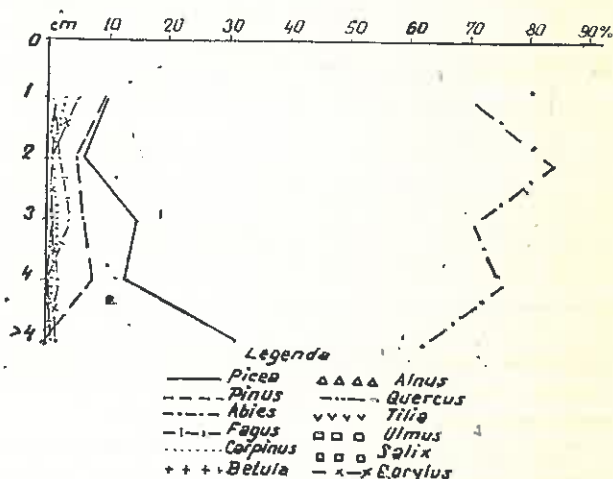 cm 10 20 30 40 50 60 70 80 90%
0
1
2
3
4
>4
Legenda
Picea Alnus
Pinus Quercus
Abies Tilia
Fagus Ulmus
Carpinus Salix
Betula Corylus